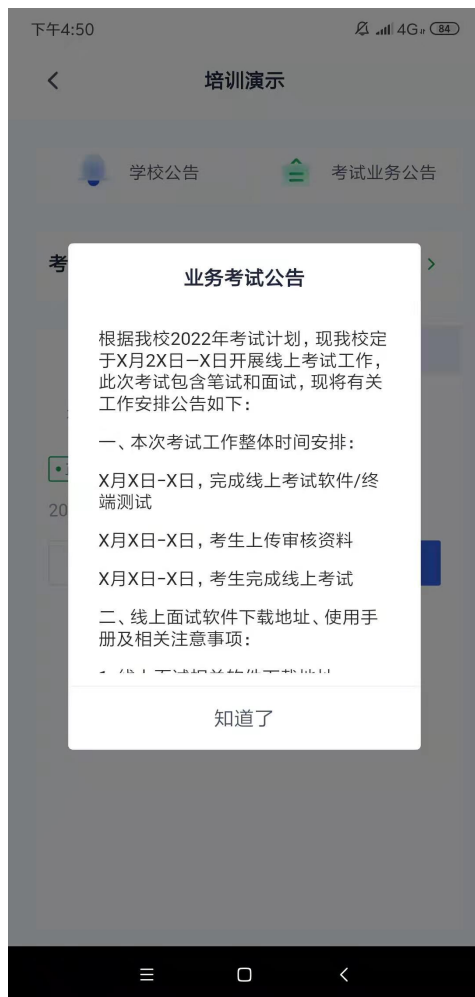 下午4:50
4G
84
培训演示
学校公告
考试业务公告
考
业务考试公告
根据我校2022年考试计划，现我校定
于X月2X日—X日开展线上考试工作，
此次考试包含笔试和面试，现将有关
工作安排公告如下：
一、本次考试工作整体时间安排：
X月X日-X日，完成线上考试软件/终
端测试
X月X日-X日，考生上传审核资料
X月X日-X日，考生完成线上考试
二、线上面试软件下载地址、使用手
册及相关注意事项：
20
知道了